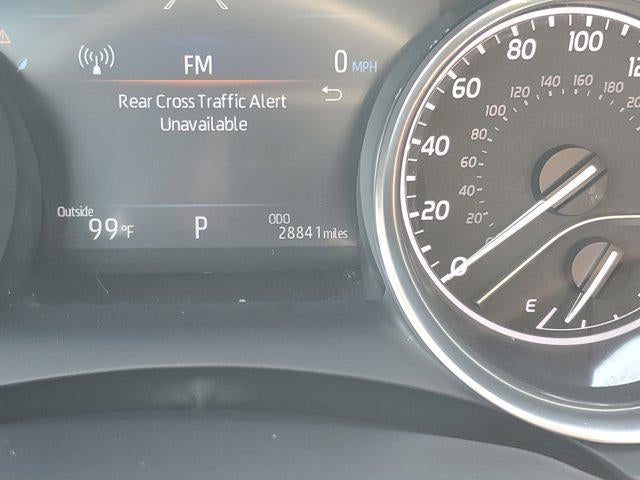 FM
0 MPH
Rear Cross Traffic Alert
Unavailable
Outside
99°F
P
ODO
28841 miles
0
20
40
60
80
100
20
40
60
80
100
120
140
160
180
HOLD
E